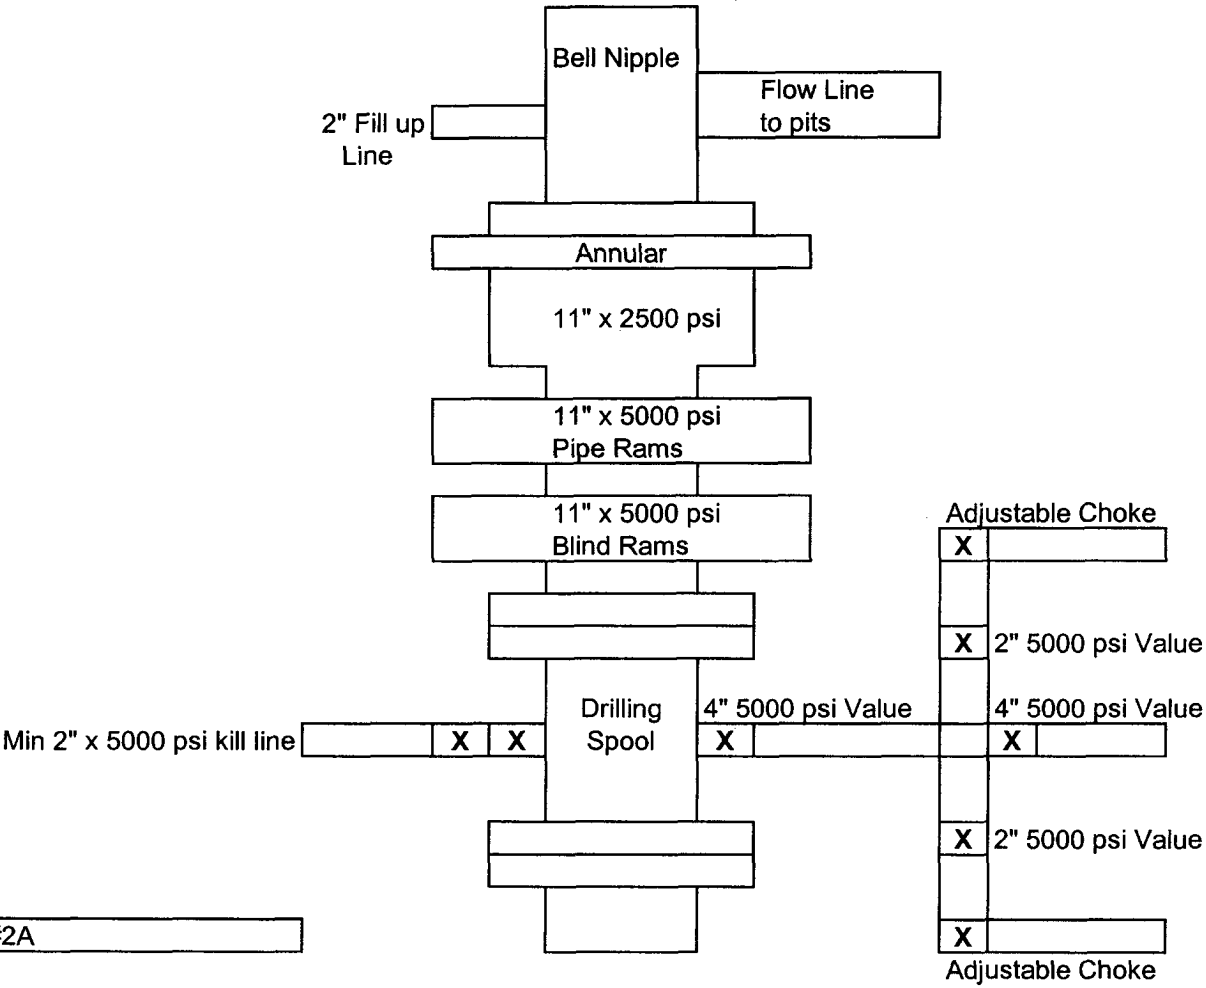 Bell Nipple
Flow Line
to pits
2" Fill up
Line
Annular
11" x 2500 psi
11" x 5000 psi
Pipe Rams
11" x 5000 psi
Blind Rams
Adjustable Choke
X
X 2" 5000 psi Value
Drilling
Spool
4" 5000 psi Value
4" 5000 psi Value
Min 2" x 5000 psi kill line
X X
X
X
X 2" 5000 psi Value
2A
X
Adjustable Choke